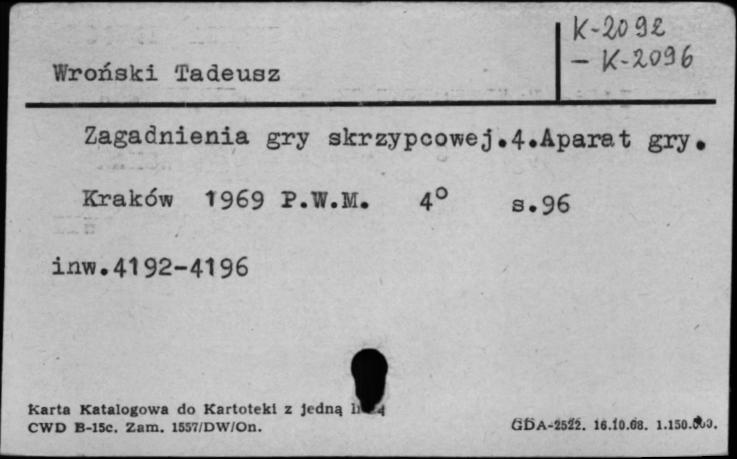 K-2092
- K-2096
Wroński Tadeusz
Zagadnienia gry skrzypcowej.4.Aparat gry.
Kraków 1969 P.W.M. 4° s.96
inw.4192-4196
Karta Katalogowa do Kartoteki z jedną
CWD B-15c. Zam. 1557/DW/On.
GDA-2522. 16.10.68. 1.150.000.